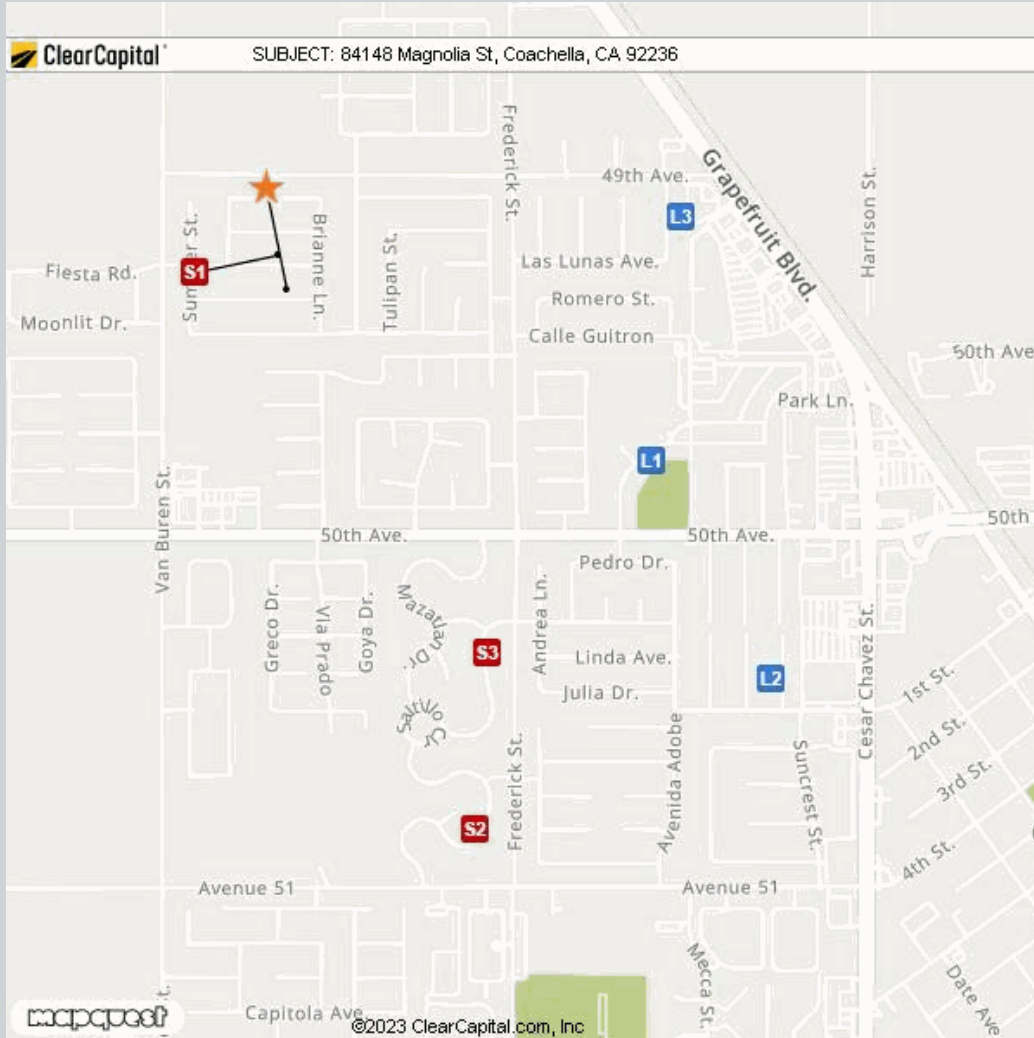 ClearCapital
SUBJECT: 84148 Magnolia St, Coachella, CA 92236
Frederick St.
49th Ave.
Grapefruit Blvd.
Harrison St.
L3
Brianne Ln.
Tulipan St.
S1
Fiesta Rd.
Las Lunas Ave.
Romero St.
Moonlit Dr.
Calle Guitron
50th Ave
Park Ln.
L1
Van Buren St.
50th Ave.
50th Ave.
50th
Pedro Dr.
Greco Dr.
Via Prado
Goya Dr.
Mazatlan Dr.
Andrea Ln.
Cesar Chavez St.
S3
Linda Ave.
L2
Julia Dr.
1st St.
Saltillo Cir
2nd St.
Frederick St.
Avenida Adobe
Suncrest St.
3rd St.
S2
4th St.
Avenue 51
Avenue 51
Mecca St.
Date Ave
Capitola Ave.
mapquest
©2023 ClearCapital.com, Inc